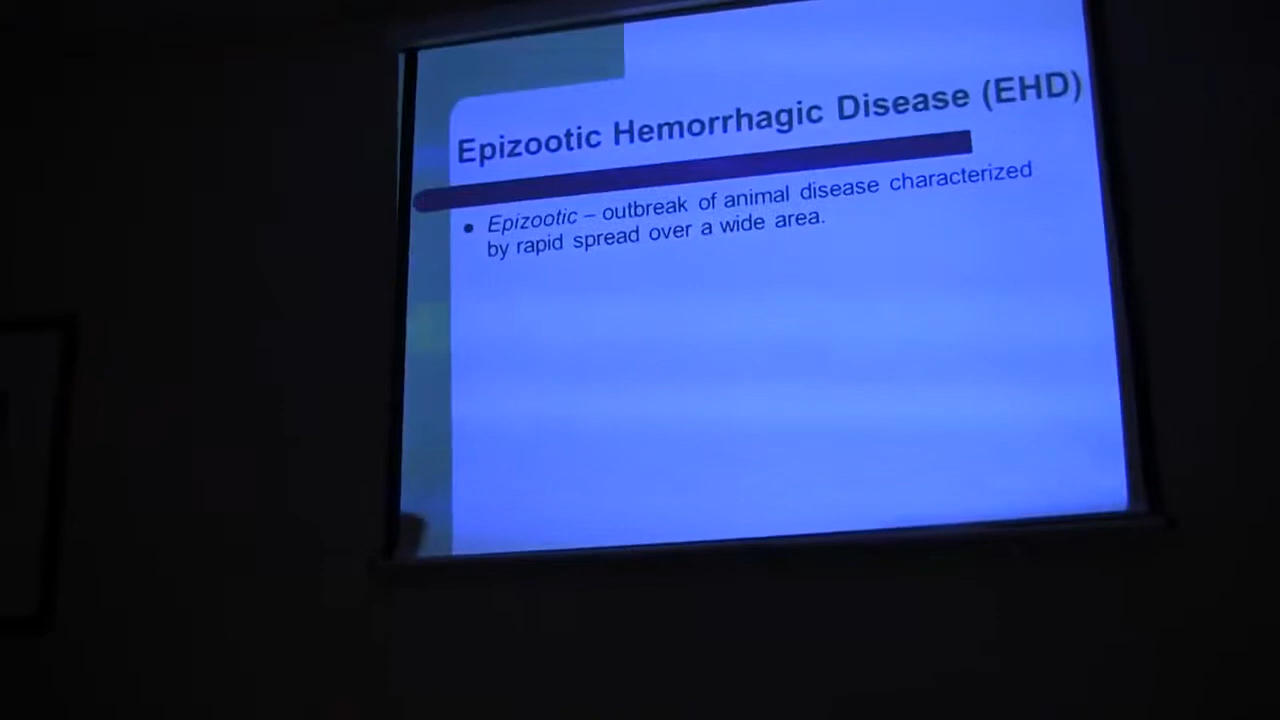 Epizootic Hemorrhagic Disease (EHD)
• Epizootic – outbreak of animal disease characterized
by rapid spread over a wide area.